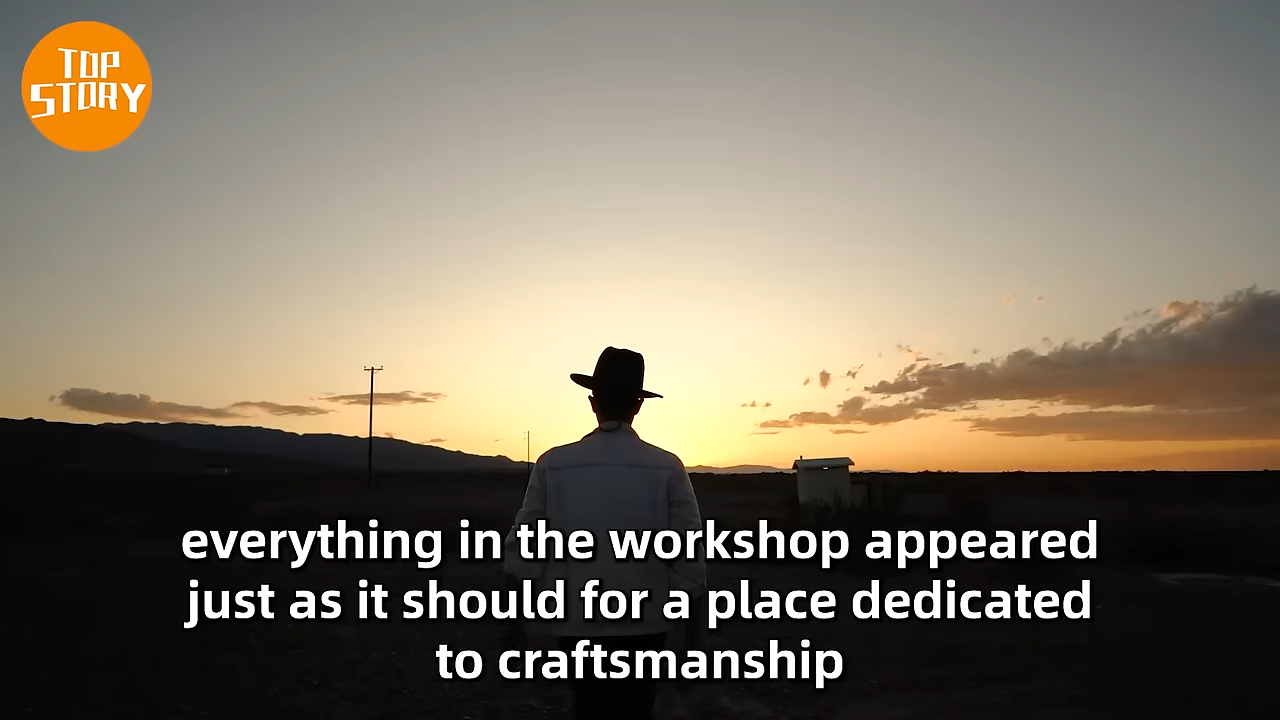 TOP
STORY
everything in the workshop appeared
just as it should for a place dedicated
to craftsmanship